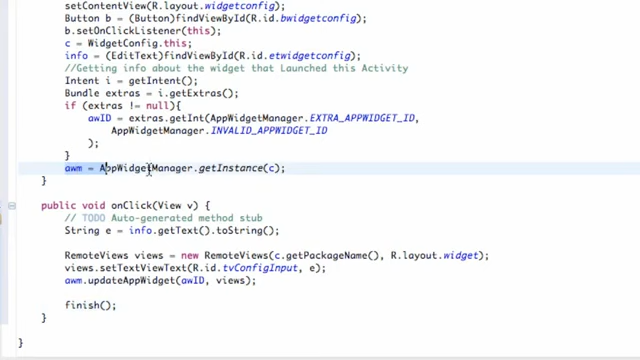 setContentView(R.layout.widgetconfig);
Button b = (Button)findViewById(R.id.bwidgetconfig);
b.setOnClickListener(this);
c = WidgetConfig.this;
info = (EditText)findViewById(R.id.etwidgetconfig);
//Getting info about the widget that Launched this Activity
Intent i = getIntent();
Bundle extras = i.getExtras();
if (extras != null){
awID = extras.getInt(AppWidgetManager.EXTRA_APPWIDGET_ID,
AppWidgetManager.INVALID_APPWIDGET_ID
);
}
awm = AppWidgetManager.getInstance(c);
}
public void onClick(View v) {
// TODO Auto-generated method stub
String e = info.getText().toString();
RemoteViews views = new RemoteViews(c.getPackageName(), R.layout.widget);
views.setTextViewText(R.id.tvConfigInput, e);
awm.updateAppWidget(awID, views);
finish();
}
}